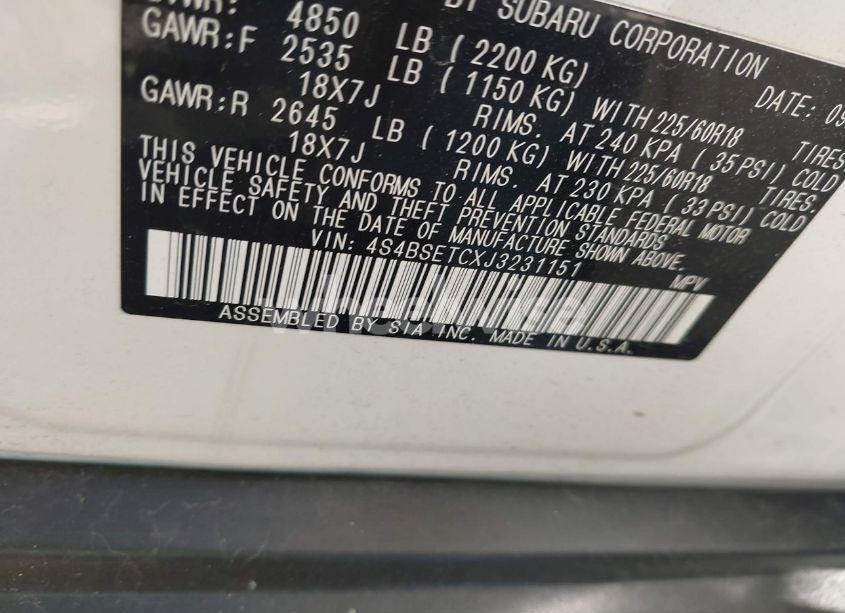 BY SUBARU CORPORATION
DATE: 09
GVWR: 4850 LB ( 2200 KG)
GAWR:F 2535 LB ( 1150 KG) WITH 225/60R18 TIRES
18X7J RIMS. AT 240 KPA ( 35 PSI) COLD
GAWR:R 2645 LB ( 1200 KG) WITH 225/60R18 TIRES.
18X7J RIMS. AT 230 KPA ( 33 PSI) COLD.
THIS VEHICLE CONFORMS TO ALL APPLICABLE FEDERAL MOTOR
VEHICLE SAFETY AND THEFT PREVENTION STANDARDS
IN EFFECT ON THE DATE OF MANUFACTURE SHOWN ABOVE.
VIN: 4S4BSETCXJ3231151
MPV
ASSEMBLED BY SIA INC. MADE IN U.S.A.